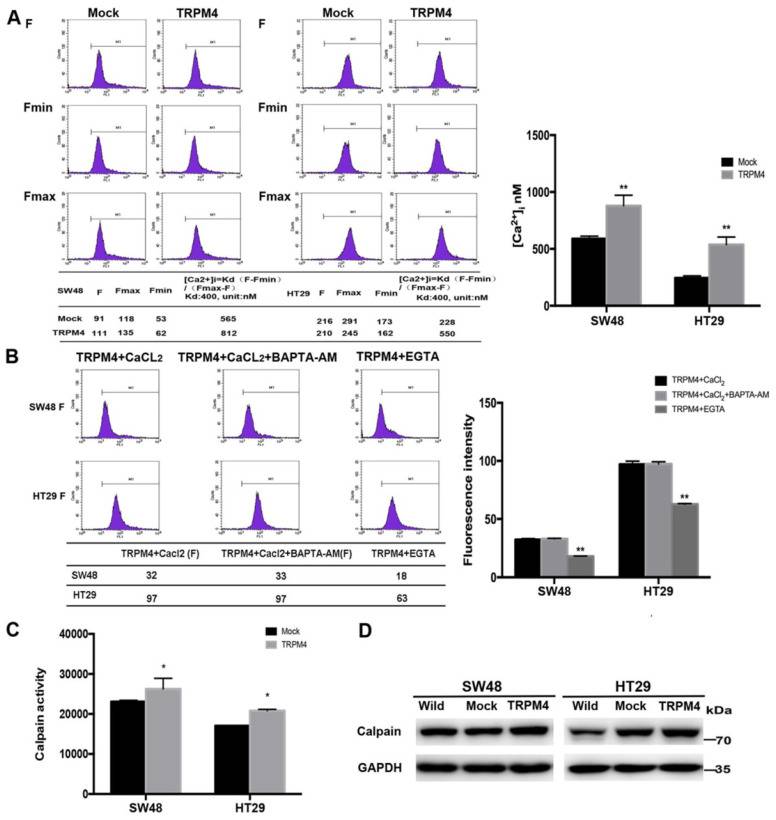 A
F
Mock
TRPM4
F
Mock
TRPM4
M1
Counts
FL1
Fmin
Fmin
Fmax
Fmax
SW48 F Fmax Fmin [Ca2+]i=Kd（F-Fmin）
/（Fmax-F）
Kd:400, unit:nM
Mock 91 118 53 565
TRPM4 111 135 62 812
HT29 F Fmax Fmin [Ca2+]i=Kd（F-Fmin）
/（Fmax-F）
Kd:400, unit:nM
216 291 173 228
210 245 162 550
[Ca²⁺]i nM
1500
1000
500
0
Mock
TRPM4
**
**
SW48
HT29
B
TRPM4+CaCL2
TRPM4+CaCL2+BAPTA-AM
TRPM4+EGTA
SW48 F
HT29 F
TRPM4+Cacl2 (F) TRPM4+Cacl2+BAPTA-AM(F) TRPM4+EGTA
SW48 32 33 18
HT29 97 97 63
Fluorescence intensity
150
100
50
0
TRPM4+CaCl2
TRPM4+CaCl2+BAPTA-AM
TRPM4+EGTA
**
**
SW48
HT29
C
Calpain activity
40000
30000
20000
10000
0
Mock
TRPM4
*
*
SW48
HT29
D
SW48
HT29
Wild Mock TRPM4 Wild Mock TRPM4 kDa
Calpain
70
GAPDH
35